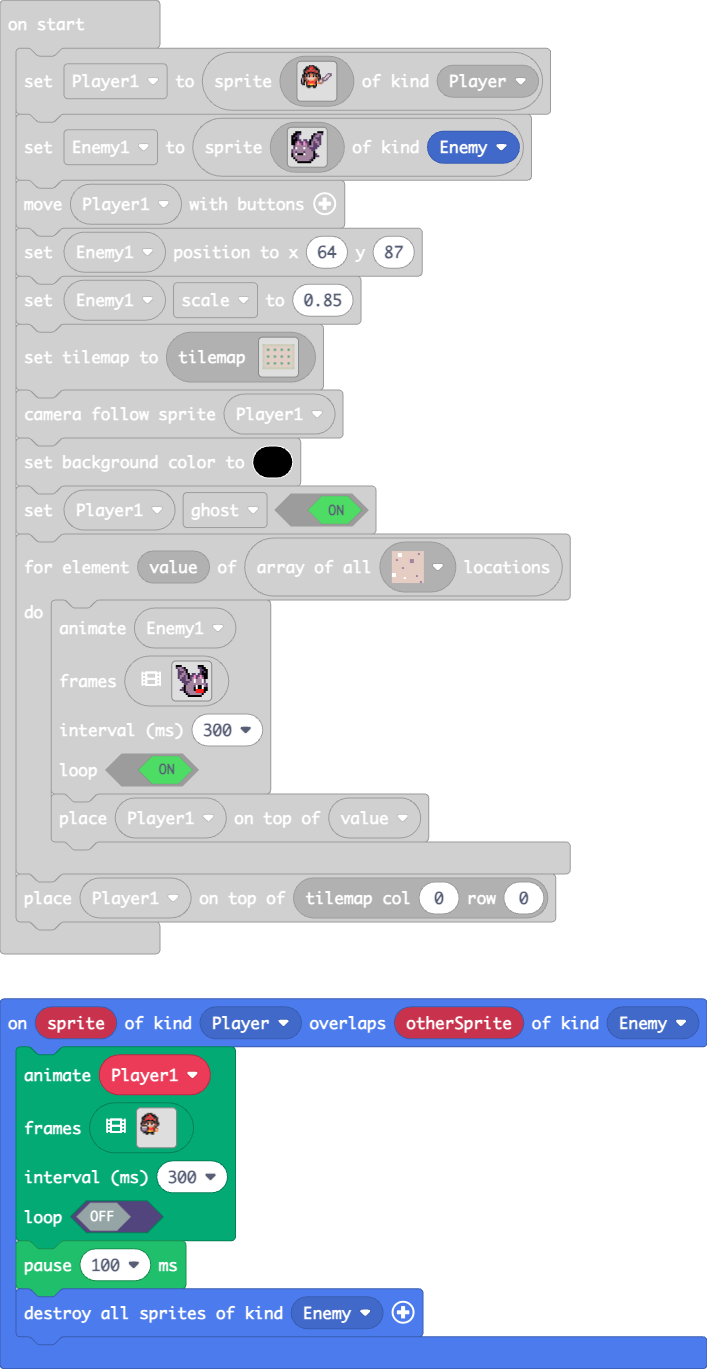 on start
set Player1 to sprite of kind Player
set Enemy1 to sprite of kind Enemy
move Player1 with buttons
set Enemy1 position to x 64 y 87
set Enemy1 scale to 0.85
set tilemap to tilemap
camera follow sprite Player1
set background color to
set Player1 ghost ON
for element value of array of all locations
do
animate Enemy1
frames
interval (ms) 300
loop ON
place Player1 on top of value
place Player1 on top of tilemap col 0 row 0
on sprite of kind Player overlaps otherSprite of kind Enemy
animate Player1
frames
interval (ms) 300
loop OFF
pause 100 ms
destroy all sprites of kind Enemy